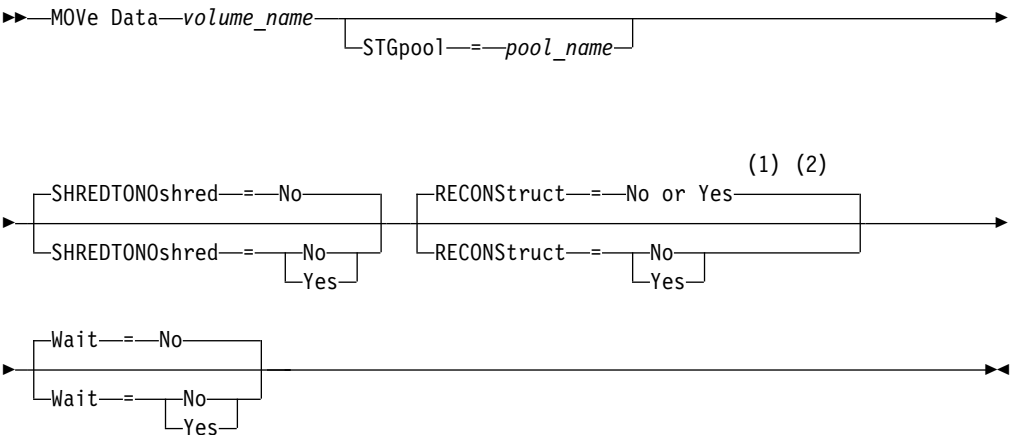 MOVe Data volume_name
STGpool = pool_name
(1) (2)
SHREDTONOshred = No RECONStruct = No or Yes
SHREDTONOshred = No RECONStruct = No
Yes Yes
Wait = No
Wait = No
Yes